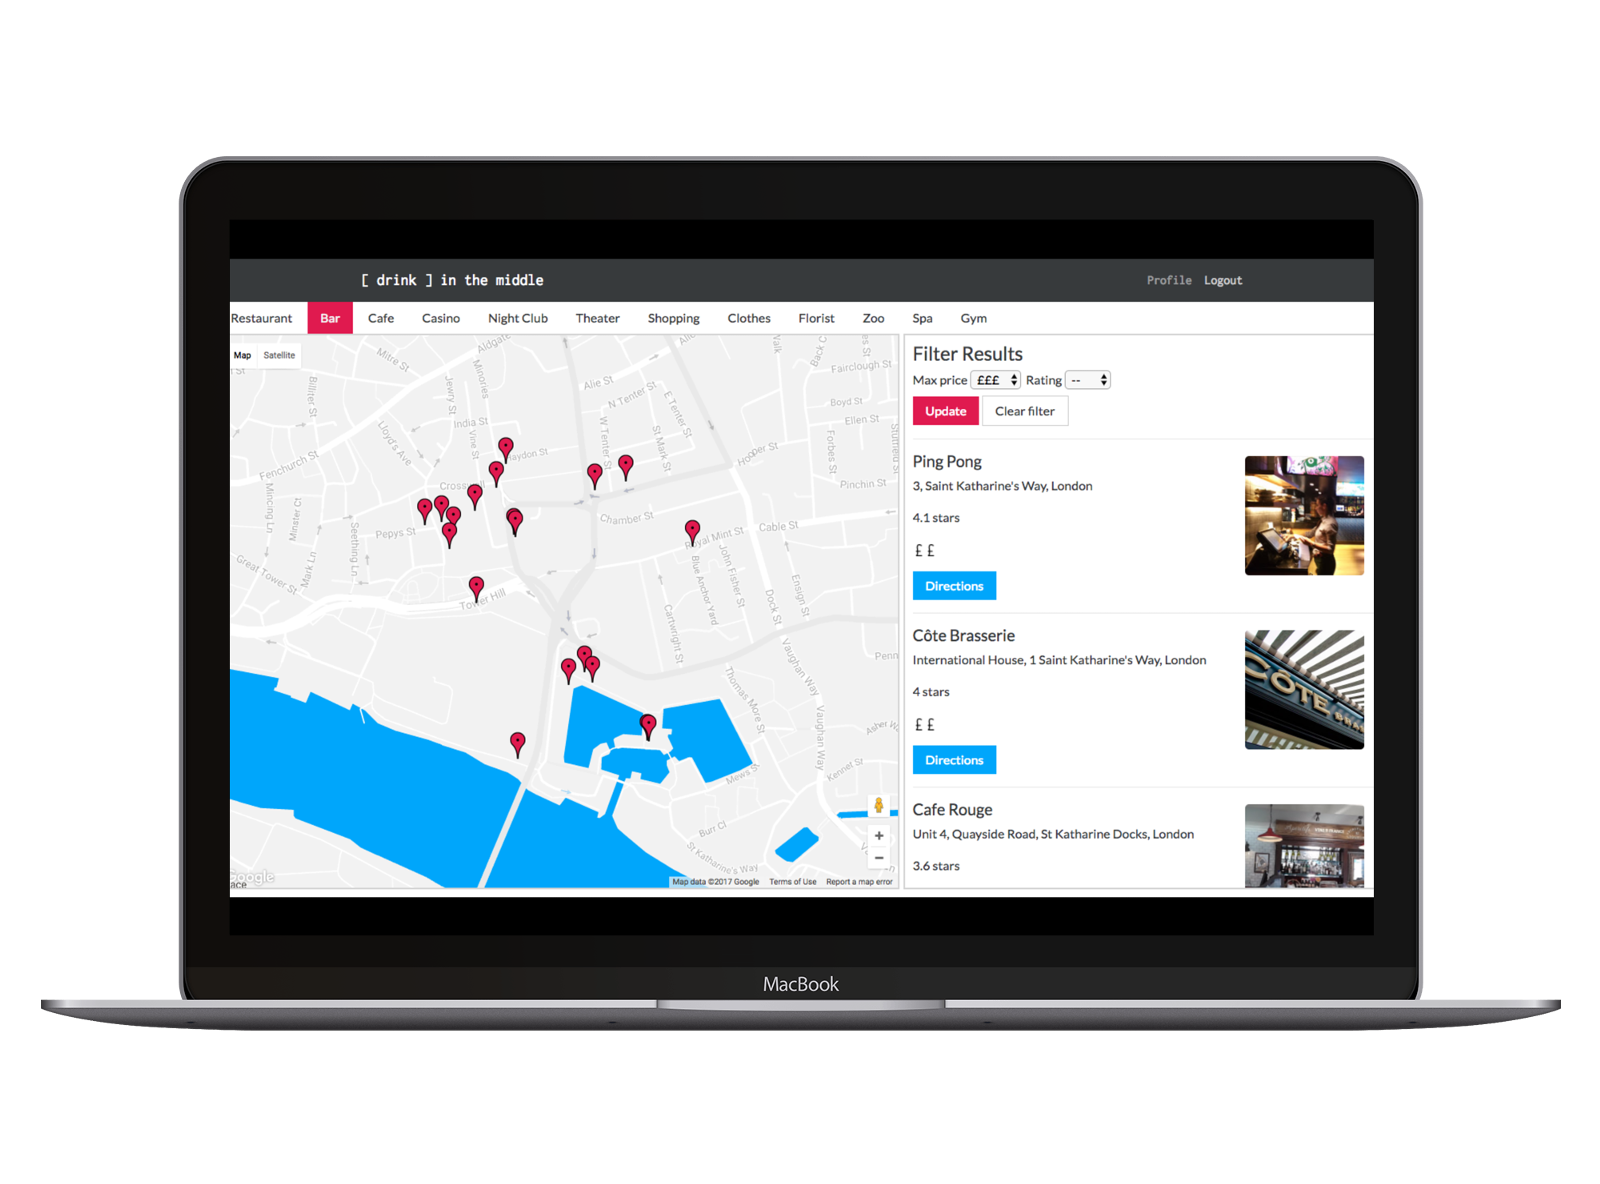 [ drink ] in the middle
Profile Logout
Restaurant Bar Cafe Casino Night Club Theater Shopping Clothes Florist Zoo Spa Gym
Map Satellite
Filter Results
Max price £££ Rating --
Update Clear filter
Ping Pong
3, Saint Katharine's Way, London
4.1 stars
£ £
Directions
Côte Brasserie
International House, 1 Saint Katharine's Way, London
4 stars
£ £
Directions
Cafe Rouge
Unit 4, Quayside Road, St Katharine Docks, London
3.6 stars
CÔTE
Mitre St
Aldgate
Minories
Jewry St
Billiter St
India St
Vine St
Lloyd's Ave
Fenchurch St
Mincing Ln
Minster Ct
Mark Ln
Seething Ln
Great Tower St
Pepys St
Tower Hill
Alie St
N Tenter St
E Tenter St
W Tenter St
St Mark St
Hooper St
Chamber St
Royal Mint St
Cable St
Back C
Fairclough St
Boyd St
Ellen St
Forbes St
Pinchin St
Blue Anchor Yard
John Fisher St
Dock St
Ensign St
Cartwright St
Vaughan Way
Vaughan Way
Thomas More St
Penn
Asher W
Kennet St
Mews St
Burr Cl
St Katharine's Way
Google
Map data ©2017 Google Terms of Use Report a map error
MacBook